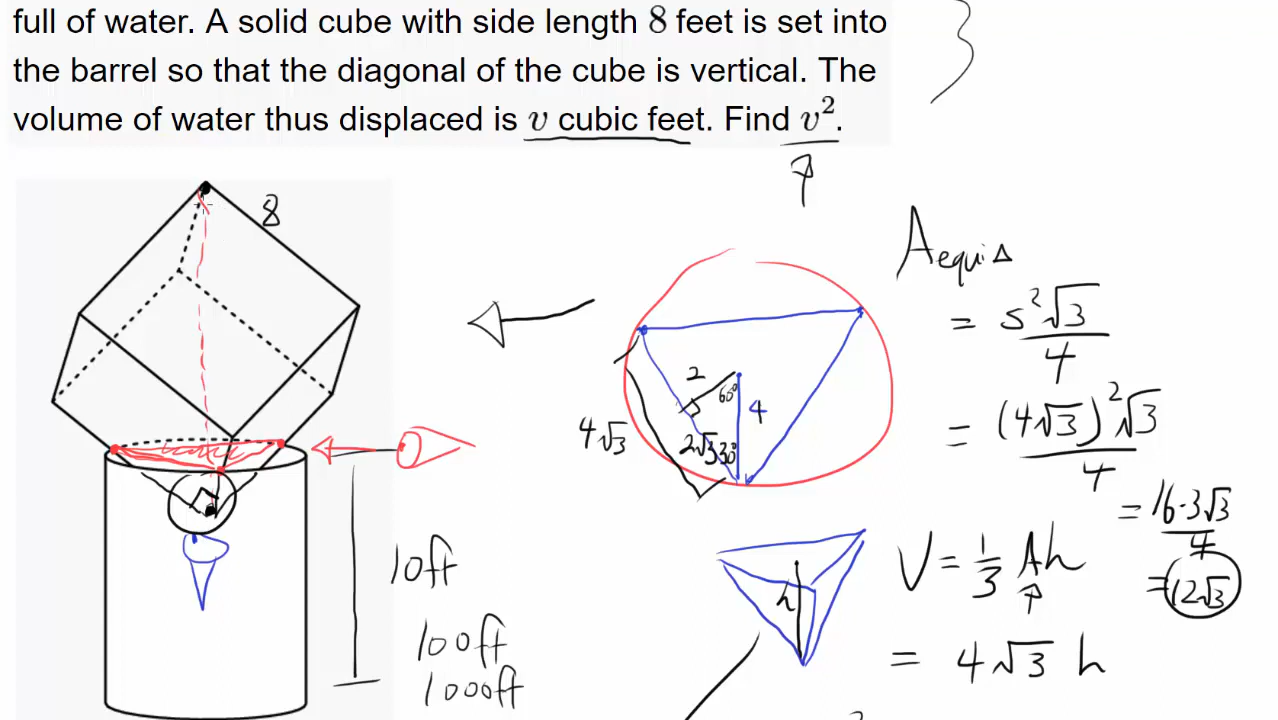 full of water. A solid cube with side length 8 feet is set into
the barrel so that the diagonal of the cube is vertical. The
volume of water thus displaced is v cubic feet. Find v².
8
10ft
100ft
1000ft
2
60°
4
4√3
2√3
30°
h
A equi △
= s²√3 / 4
= (4√3)²√3 / 4
= 16·3√3 / 4
= 12√3
V = 1/3 Ah
= 4√3 h
2